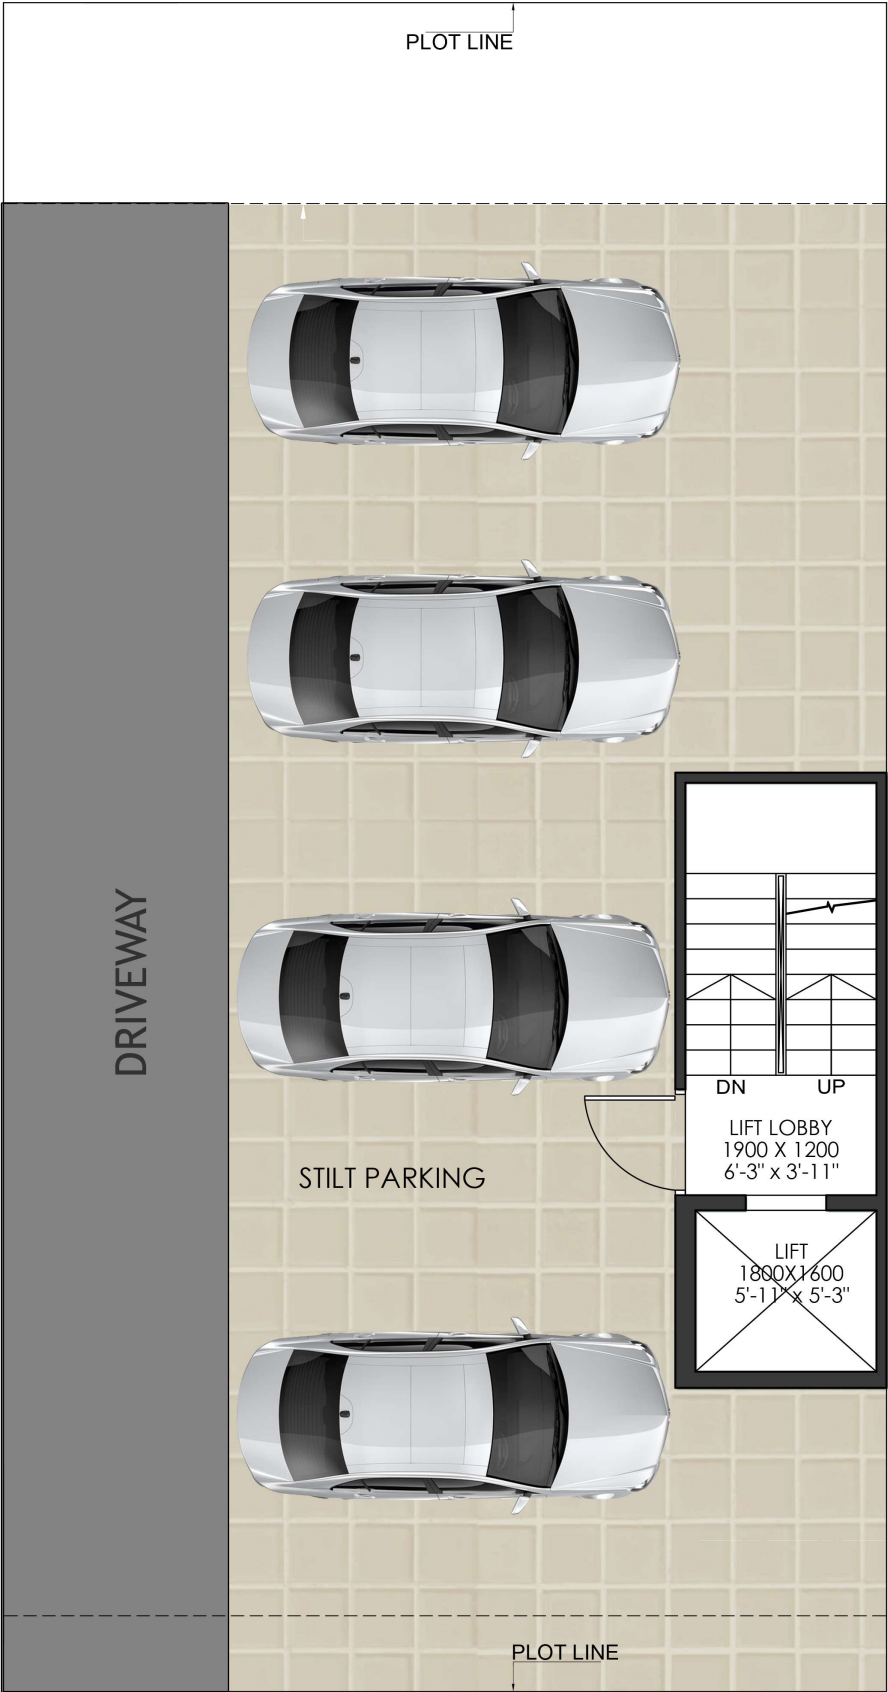 PLOT LINE
DRIVEWAY
DN UP
LIFT LOBBY
1900 X 1200
6'-3" x 3'-11"
STILT PARKING
LIFT
1800X1600
5'-11" x 5'-3"
PLOT LINE